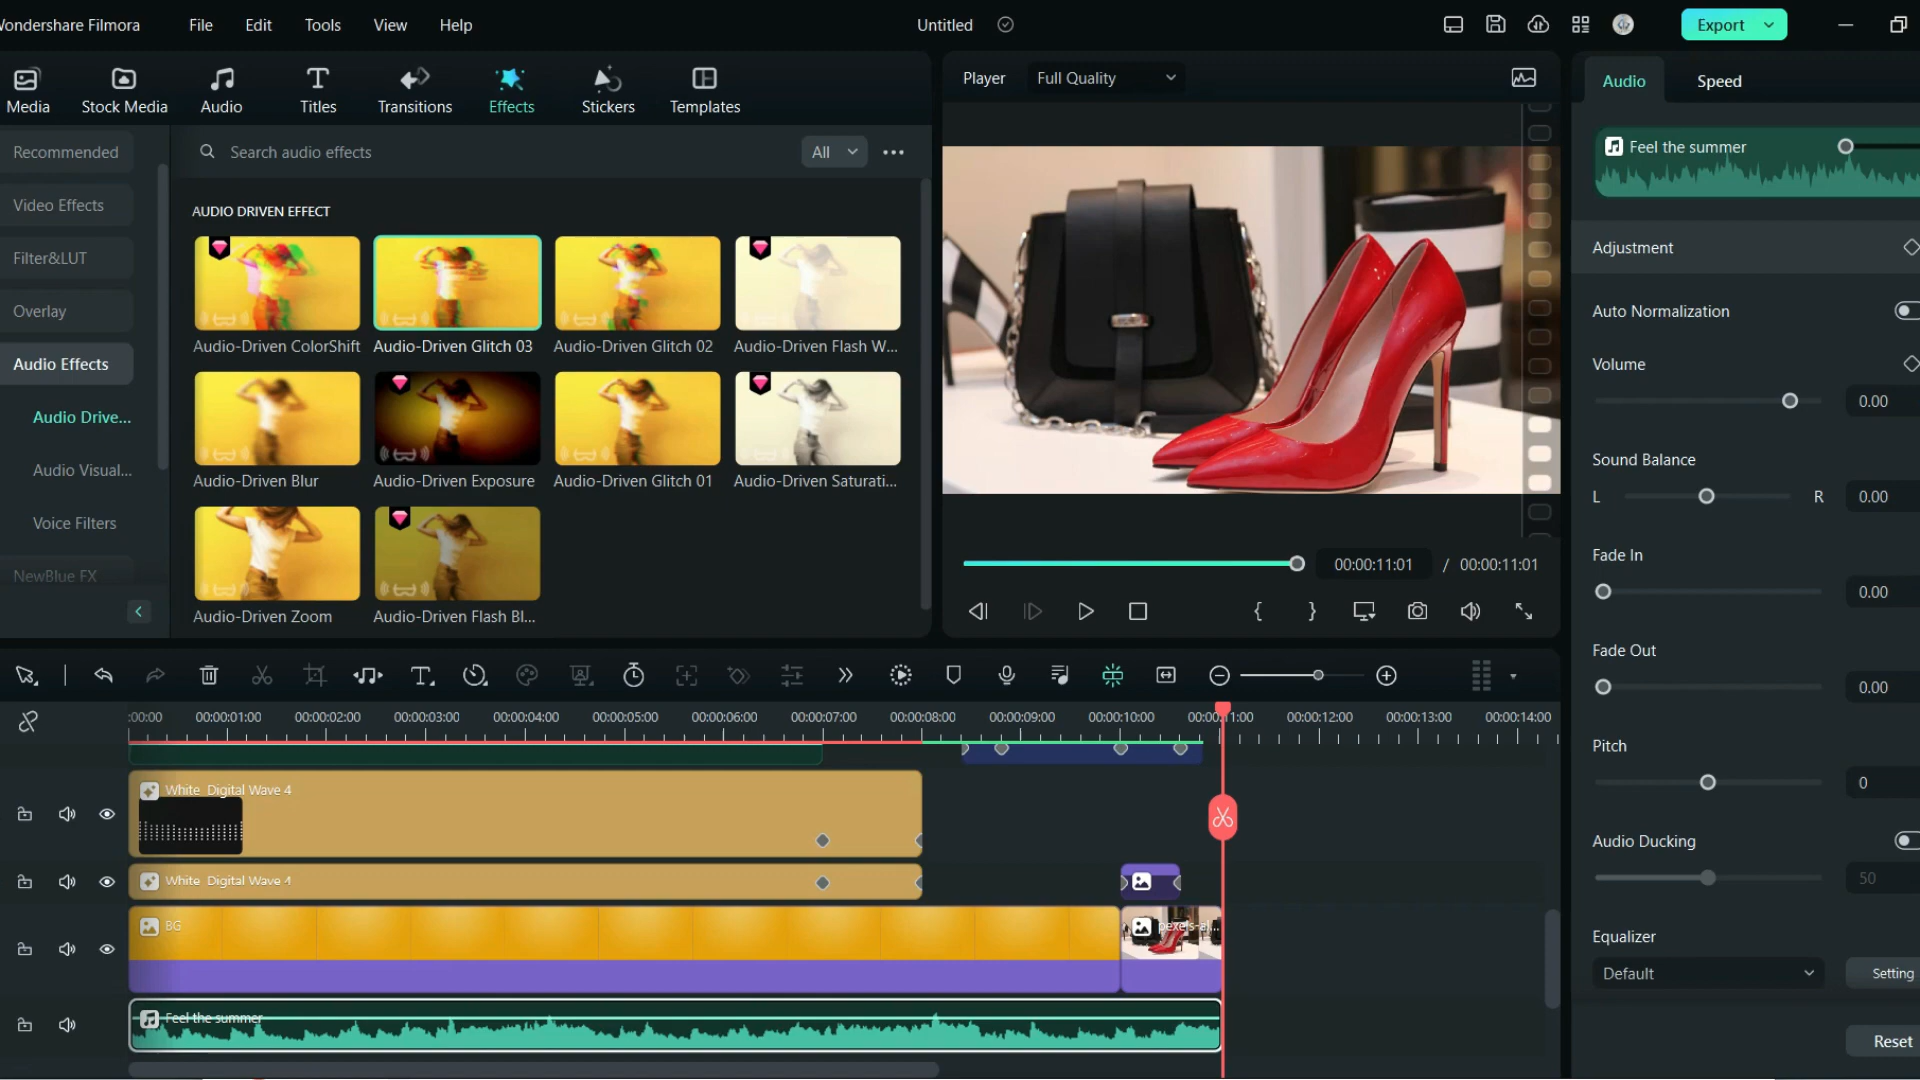 Wondershare Filmora
File
Edit
Tools
View
Help
Untitled
Export
Media
Stock Media
Audio
Titles
Transitions
Effects
Stickers
Templates
Player
Full Quality
Audio
Speed
Recommended
Video Effects
Filter&LUT
Overlay
Audio Effects
Audio Drive...
Audio Visual...
Voice Filters
NewBlue FX
Search audio effects
All
AUDIO DRIVEN EFFECT
Audio-Driven ColorShift
Audio-Driven Glitch 03
Audio-Driven Glitch 02
Audio-Driven Flash W...
Audio-Driven Blur
Audio-Driven Exposure
Audio-Driven Glitch 01
Audio-Driven Saturati...
Audio-Driven Zoom
Audio-Driven Flash Bl...
00:00:11:01 / 00:00:11:01
Feel the summer
Adjustment
Auto Normalization
Volume
0.00
Sound Balance
L R 0.00
Fade In
0.00
Fade Out
0.00
Pitch
0
Audio Ducking
50
Equalizer
Default
Setting
Reset
:00:00 00:00:01:00 00:00:02:00 00:00:03:00 00:00:04:00 00:00:05:00 00:00:06:00 00:00:07:00 00:00:08:00 00:00:09:00 00:00:10:00 00:00:11:00 00:00:12:00 00:00:13:00 00:00:14:00
White Digital Wave 4
White Digital Wave 4
BG
pexels-al...
Feel the summer